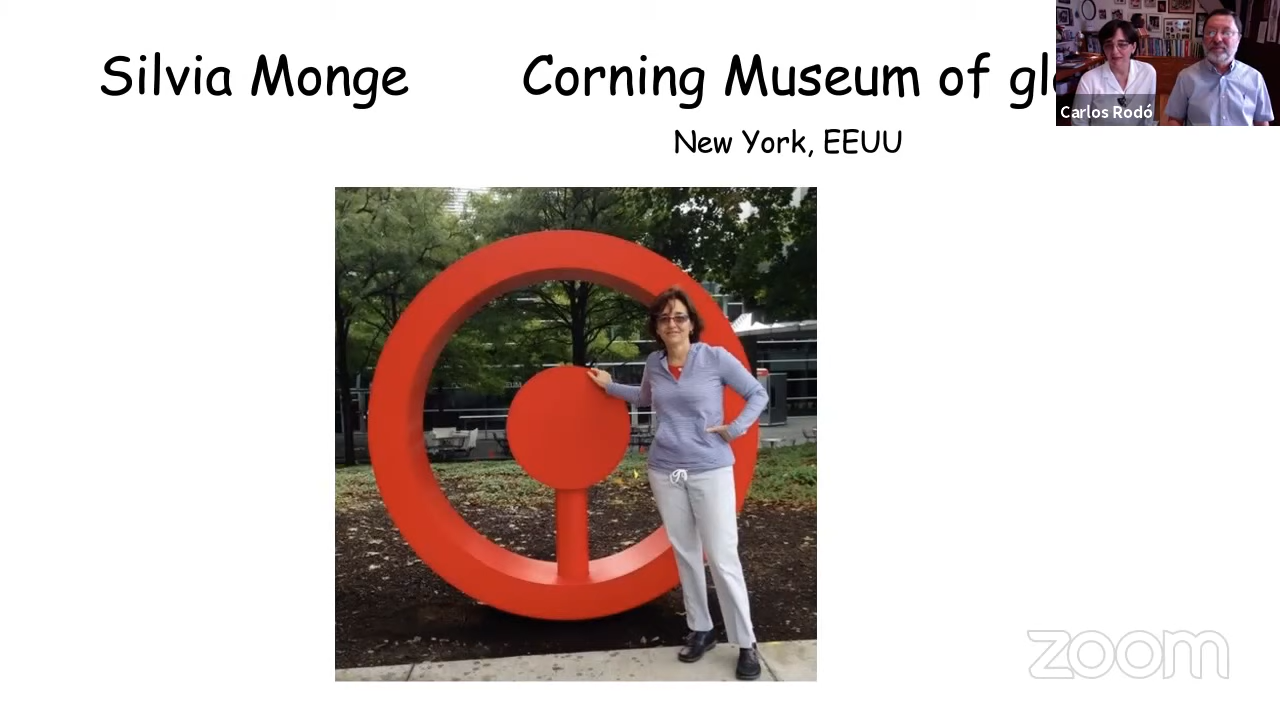 Silvia Monge
Corning Museum of
New York, EEUU
Carlos Rodó
zoom